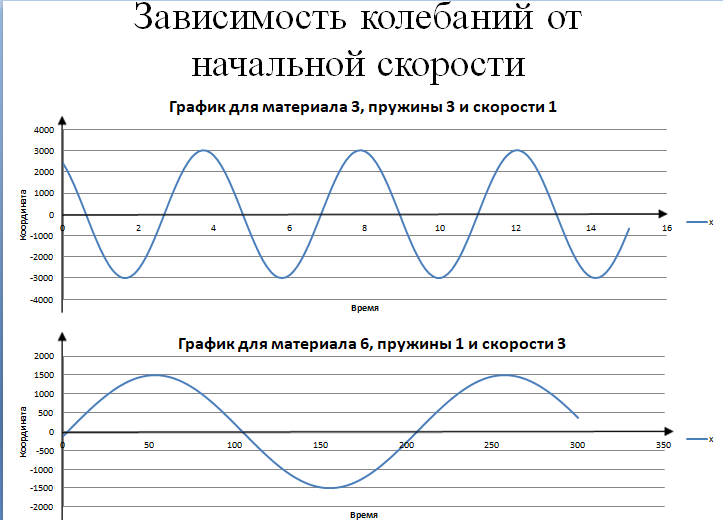 Зависимость колебаний от
начальной скорости
График для материала 3, пружины 3 и скорости 1
4000
3000
2000
1000
0
-1000
-2000
-3000
-4000
Координата
0 2 4 6 8 10 12 14 16
Время
x
График для материала 6, пружины 1 и скорости 3
2000
1500
1000
500
0
-500
-1000
-1500
-2000
Координата
0 50 100 150 200 250 300 350
Время
x